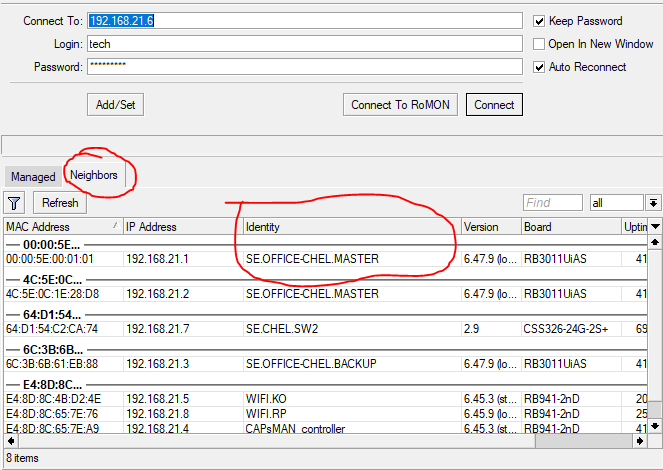 Connect To: 192.168.21.6 Keep Password
Login: tech Open In New Window
Password: ********* Auto Reconnect
Add/Set Connect To RoMON Connect
Managed Neighbors
Refresh Find all
MAC Address / IP Address Identity Version Board Uptin
— 00:00:5E...
00:00:5E:00:01:01 192.168.21.1 SE.OFFICE-CHEL.MASTER 6.47.9 (lo... RB3011UiAS 41
— 4C:5E:0C...
4C:5E:0C:1E:28:D8 192.168.21.2 SE.OFFICE-CHEL.MASTER 6.47.9 (lo... RB3011UiAS 41
— 64:D1:54...
64:D1:54:C2:CA:74 192.168.21.7 SE.CHEL.SW2 2.9 CSS326-24G-2S+ 69
— 6C:3B:6B...
6C:3B:6B:61:EB:88 192.168.21.3 SE.OFFICE-CHEL.BACKUP 6.47.9 (lo... RB3011UiAS 41
— E4:8D:8C...
E4:8D:8C:4B:D2:4E 192.168.21.5 WIFI.KO 6.45.3 (st... RB941-2nD 20
E4:8D:8C:65:7E:76 192.168.21.8 WIFI.RP 6.45.9 (lo... RB941-2nD 25
E4:8D:8C:65:7E:A9 192.168.21.4 CAPsMAN_controller 6.45.3 (st... RB941-2nD 41
8 items